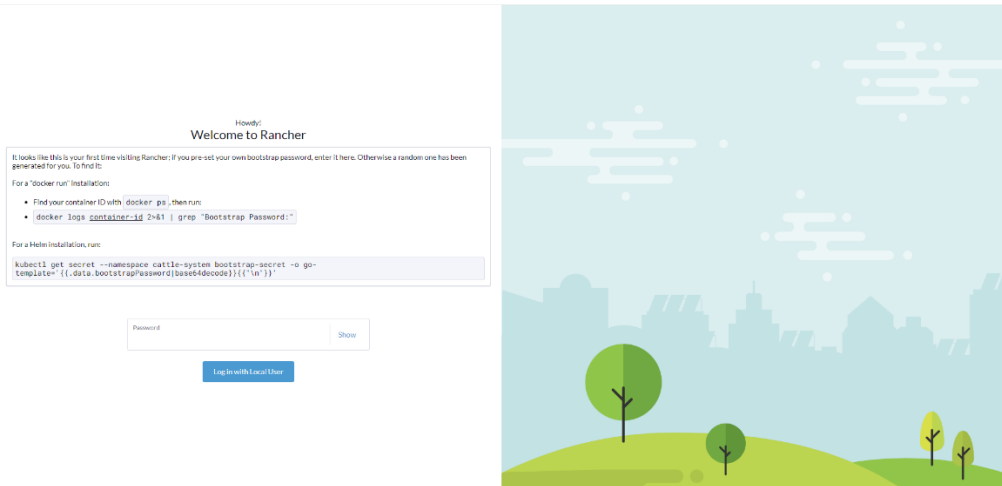 Howdy!
Welcome to Rancher
It looks like this is your first time visiting Rancher; if you pre-set your own bootstrap password, enter it here. Otherwise a random one has been
generated for you. To find it:
For a "docker run" installation:
Find your container ID with docker ps, then run:
docker logs container-id 2>&1 | grep "Bootstrap Password:"
For a Helm installation, run:
kubectl get secret --namespace cattle-system bootstrap-secret -o go-
template='{{.data.bootstrapPassword|base64decode}}{{"\n"}}'
Password
Show
Log in with Local User